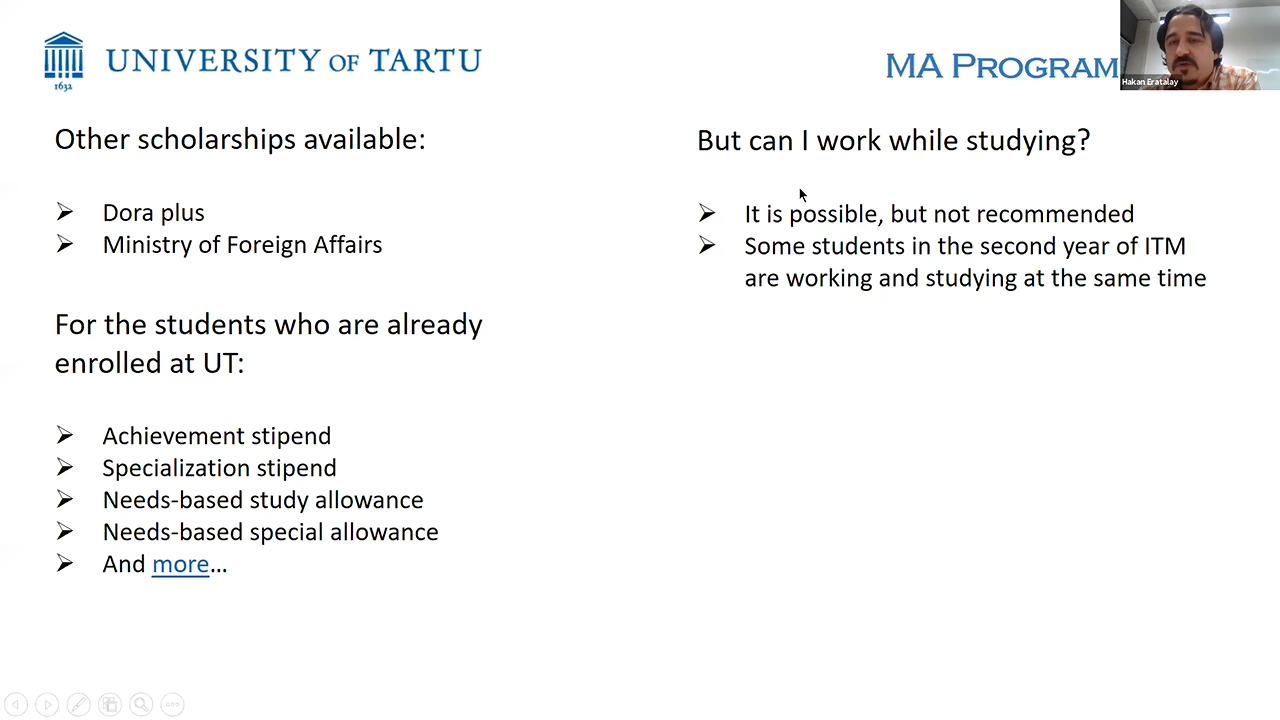 UNIVERSITY OF TARTU
1632
MA PROGRAM
Hakan Eratalay
Other scholarships available:
➢ Dora plus
➢ Ministry of Foreign Affairs
For the students who are already
enrolled at UT:
➢ Achievement stipend
➢ Specialization stipend
➢ Needs-based study allowance
➢ Needs-based special allowance
➢ And more…
But can I work while studying?
➢ It is possible, but not recommended
➢ Some students in the second year of ITM
are working and studying at the same time